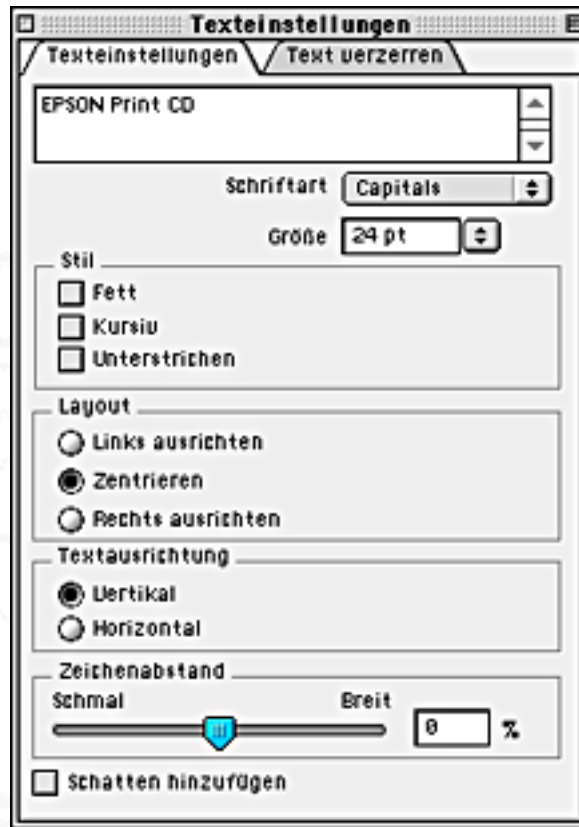 Texteinstellungen
Texteinstellungen Text verzerren
EPSON Print CD
Schriftart Capitals
Größe 24 pt
Stil
Fett
Kursiv
Unterstrichen
Layout
Links ausrichten
Zentrieren
Rechts ausrichten
Textausrichtung
Vertikal
Horizontal
Zeichenabstand
Schmal Breit
0 %
Schatten hinzufügen